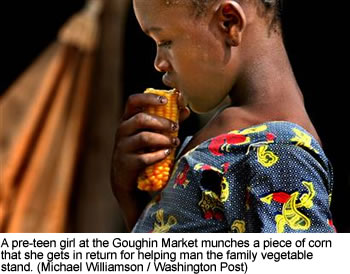 A pre-teen girl at the Goughin Market munches a piece of corn
that she gets in return for helping man the family vegetable
stand. (Michael Williamson / Washington Post)